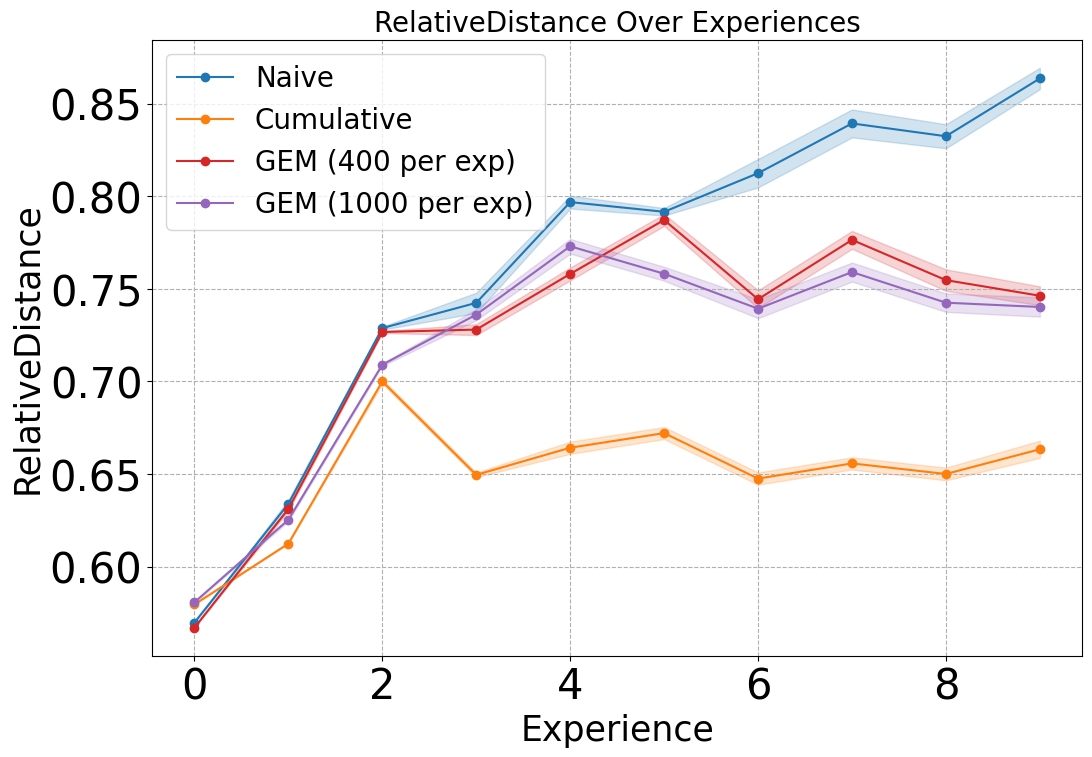 RelativeDistance Over Experiences
Naive
Cumulative
GEM (400 per exp)
GEM (1000 per exp)
RelativeDistance
0.85
0.80
0.75
0.70
0.65
0.60
0 2 4 6 8
Experience